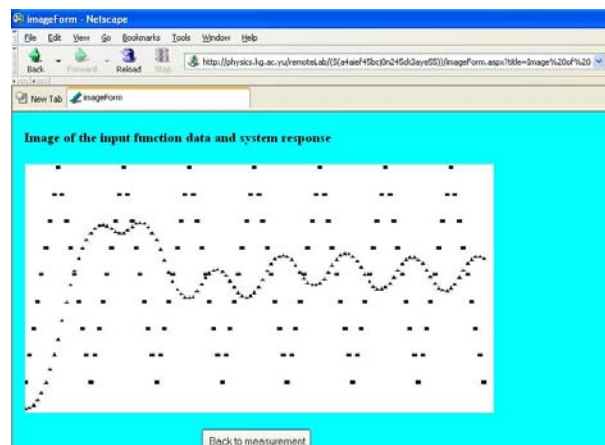 imageForm - Netscape
File Edit View Go Bookmarks Tools Window Help
Back Forward Reload Stop
New Tab imageForm
Image of the input function data and system response
Back to measurement